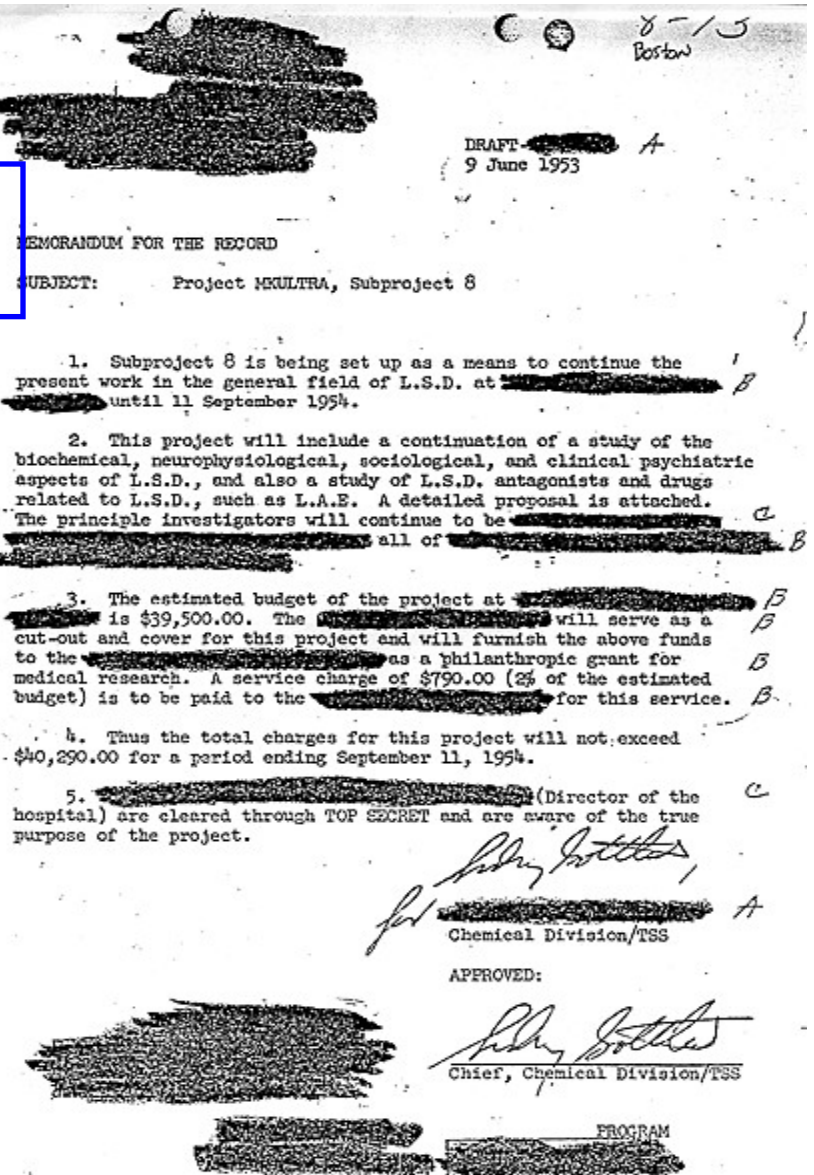 8-13
Boston
DRAFT- A
9 June 1953
MEMORANDUM FOR THE RECORD
SUBJECT: Project MKULTRA, Subproject 8
1. Subproject 8 is being set up as a means to continue the
present work in the general field of L.S.D. at B
until 11 September 1954.
2. This project will include a continuation of a study of the
biochemical, neurophysiological, sociological, and clinical psychiatric
aspects of L.S.D., and also a study of L.S.D. antagonists and drugs
related to L.S.D., such as L.A.E. A detailed proposal is attached.
The principle investigators will continue to be C
all of B
3. The estimated budget of the project at B
is $39,500.00. The will serve as a B
cut-out and cover for this project and will furnish the above funds
to the as a philanthropic grant for B
medical research. A service charge of $790.00 (2% of the estimated
budget) is to be paid to the for this service. B
4. Thus the total charges for this project will not exceed
$40,290.00 for a period ending September 11, 1954.
5. (Director of the C
hospital) are cleared through TOP SECRET and are aware of the true
purpose of the project.
Sidney Gottlieb,
for A
Chemical Division/TSS
APPROVED:
Sidney Gottlieb
Chief, Chemical Division/TSS
PROGRAM